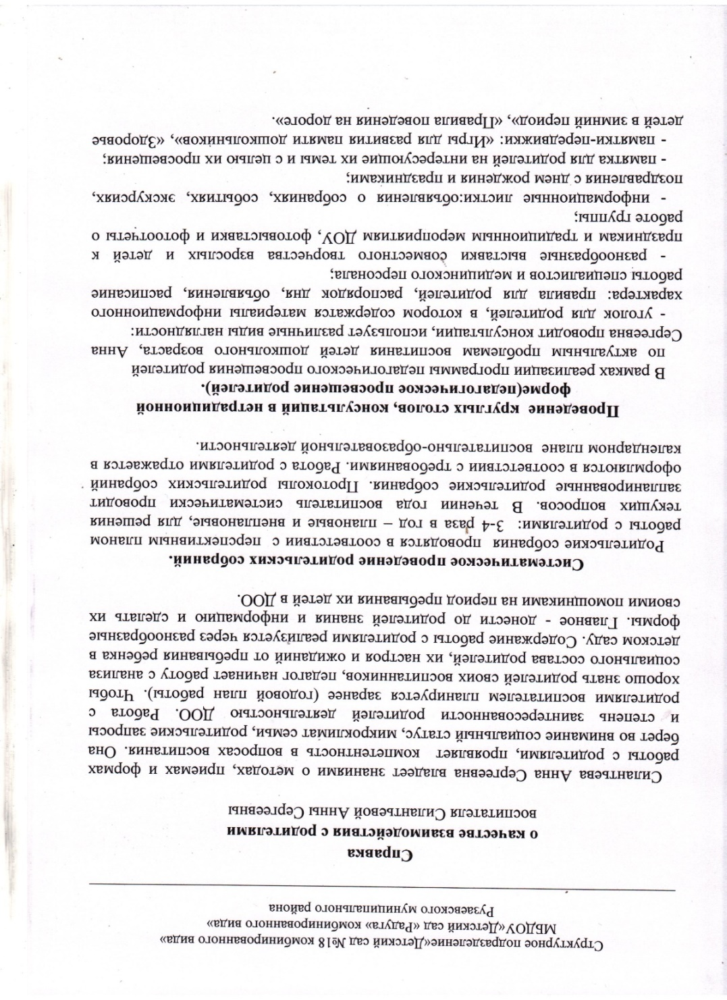 Структурное подразделение«Детский сад №18 комбинированного вида»
МБДОУ«Детский сад «Радуга» комбинированного вида»
Рузаевского муниципального района
Справка
о качестве взаимодействия с родителями
воспитателя Силантьевой Анны Сергеевны
Силантьева Анна Сергеевна владеет знаниями о методах, приемах и формах
работы с родителями, проявляет компетентность в вопросах воспитания. Она
берет во внимание социальный статус, микроклимат семьи, родительские запросы
и степень заинтересованности родителей деятельностью ДОО. Работа с
родителями воспитателем планируется заранее (годовой план работы). Чтобы
хорошо знать родителей своих воспитанников, педагог начинает работу с анализа
социального состава родителей, их настроя и ожиданий от пребывания ребенка в
детском саду. Содержание работы с родителями реализуется через разнообразные
формы. Главное - донести до родителей знания и информацию и сделать их
своими помощниками на период пребывания их детей в ДОО.
Систематическое проведение родительских собраний.
Родительские собрания проводятся в соответствии с перспективным планом
работы с родителями: 3-4 раза в год – плановые и внеплановые, для решения
текущих вопросов. В течении года воспитатель систематически проводит
запланированные родительские собрания. Протоколы родительских собраний
оформляются в соответствии с требованиями. Работа с родителями отражается в
календарном плане воспитательно-образовательной деятельности.
Проведение круглых столов, консультаций в нетрадиционной
форме(педагогическое просвещение родителей).
В рамках реализации программы педагогического просвещения родителей
по актуальным проблемам воспитания детей дошкольного возраста, Анна
Сергеевна проводит консультации, использует различные виды наглядности:
- уголок для родителей, в котором содержатся материалы информационного
характера: правила для родителей, распорядок дня, объявления, расписание
работы специалистов и медицинского персонала;
- разнообразные выставки совместного творчества взрослых и детей к
праздникам и традиционным мероприятиям ДОУ, фотовыставки и фотоотчеты о
работе группы;
- информационные листки:объявления о собраниях, событиях, экскурсиях,
поздравления с днем рождения и праздниками;
- памятка для родителей на интересующие их темы и с целью их просвещения;
- памятки-передвижки: «Игры для развития памяти дошкольников», «Здоровье
детей в зимний период», «Правила поведения на дороге».